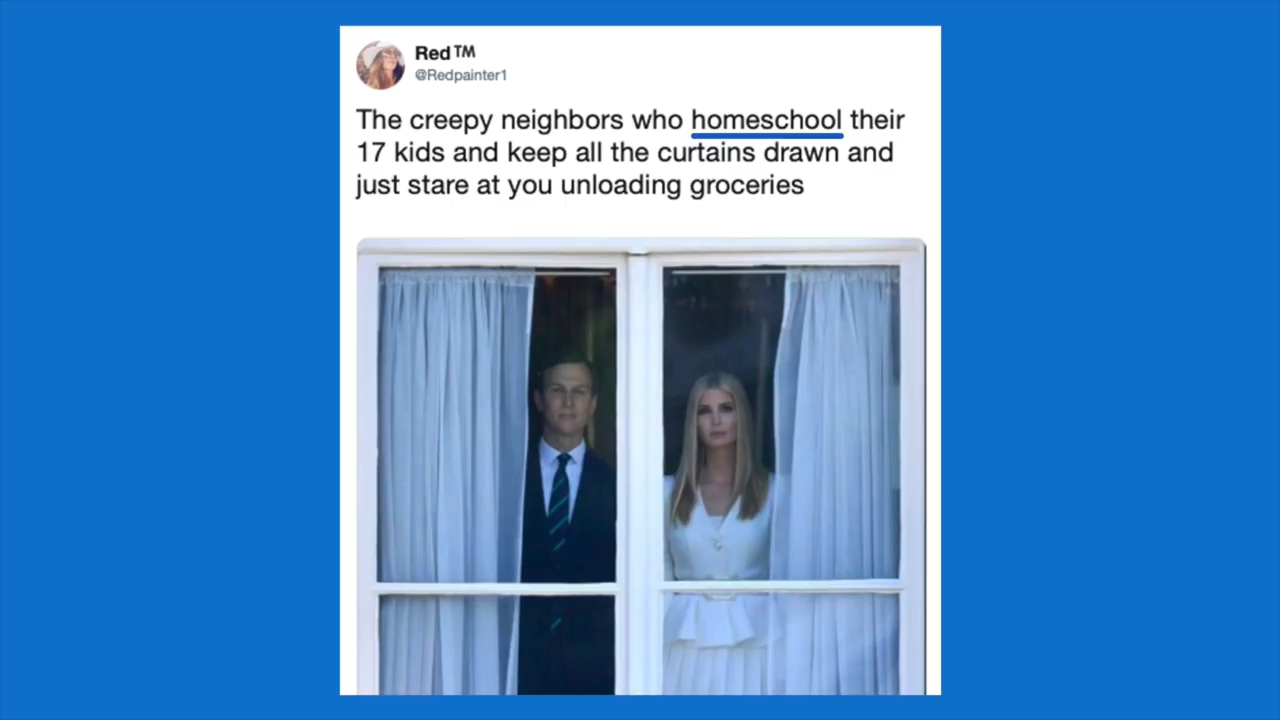 Red™
@Redpainter1
The creepy neighbors who homeschool their
17 kids and keep all the curtains drawn and
just stare at you unloading groceries